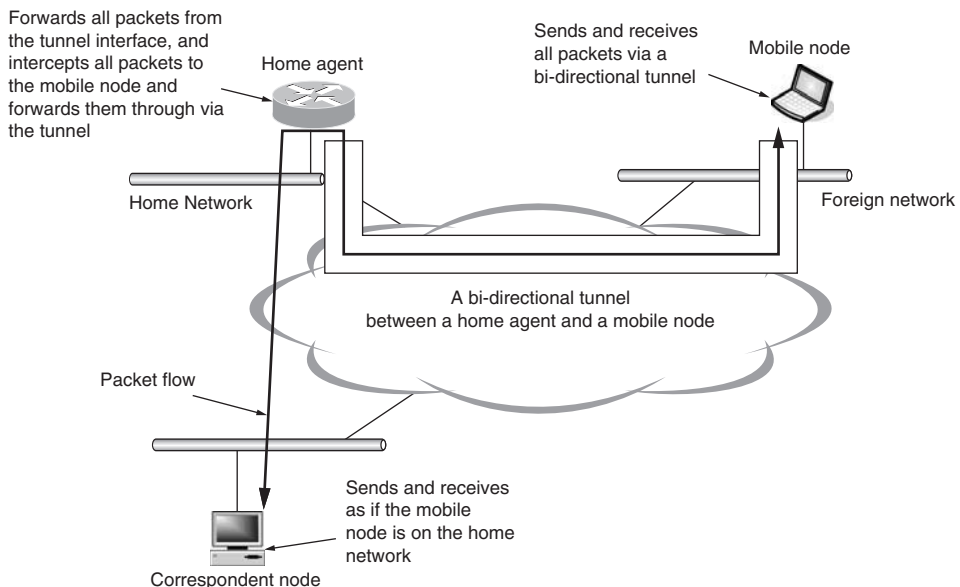 Forwards all packets from
the tunnel interface, and
intercepts all packets to
the mobile node and
forwards them through via
the tunnel
Home agent
Sends and receives
all packets via a
bi-directional tunnel
Mobile node
Home Network
Foreign network
A bi-directional tunnel
between a home agent and a mobile node
Packet flow
Sends and receives
as if the mobile
node is on the home
network
Correspondent node